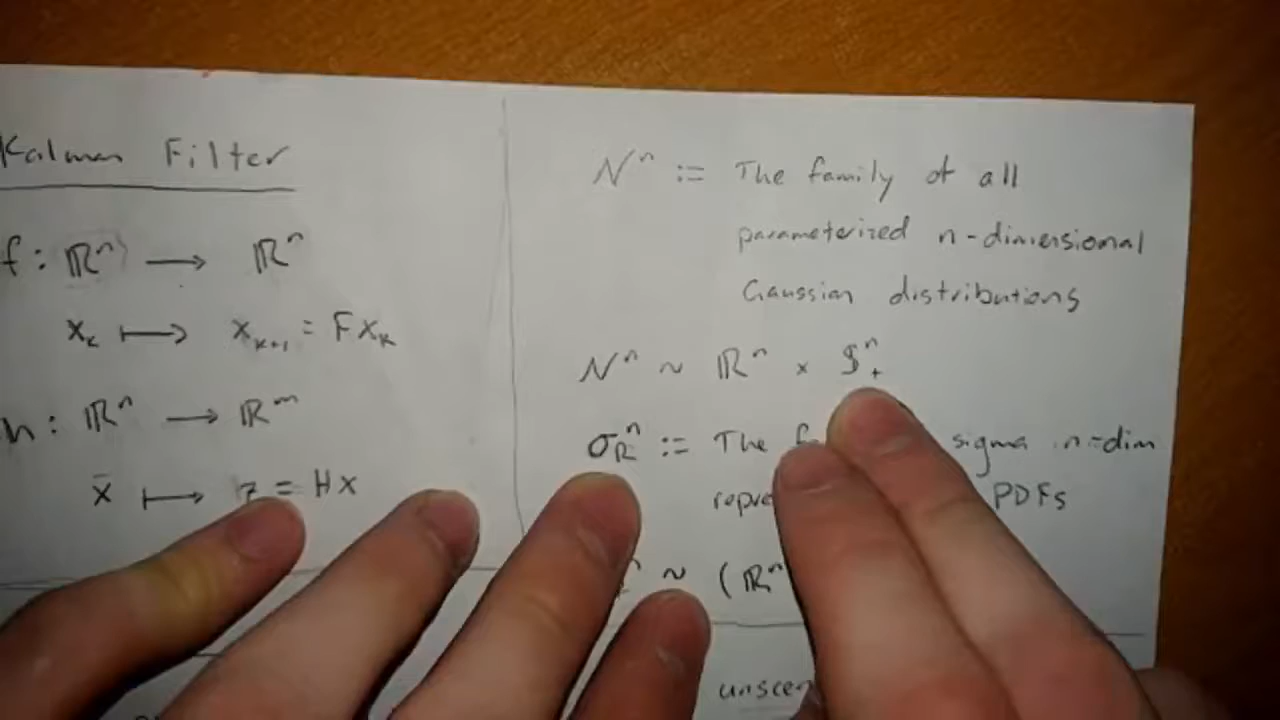 Kalman Filter
f : ℝⁿ ⟶ ℝⁿ
xₖ ⟼ xₖ₊₁ = Fxₖ
h : ℝⁿ ⟶ ℝᵐ
x̄ ⟼ z = Hx
Nⁿ := The family of all
parameterized n-dimensional
Gaussian distributions
Nⁿ ~ ℝⁿ × 𝕊ⁿ₊
σℝⁿ := The sigma n-dim
PDFs
~ (ℝⁿ